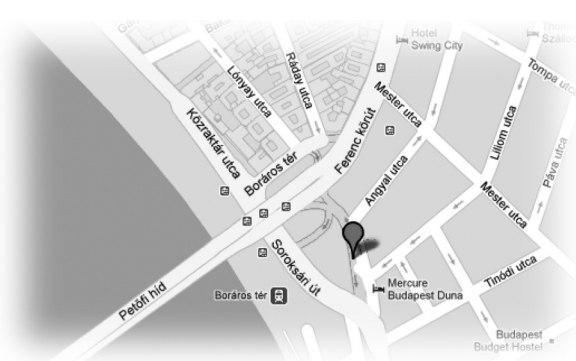 Hotel
Swing City
Tompa utca
Lónyay utca
Ráday utca
Mester utca
Liliom utca
Ferenc körút
Közraktár utca
Páva utca
Boráros tér
Angyal utca
Mester utca
Soroksári út
Tinódi utca
Petőfi híd
Boráros tér
Mercure
Budapest Duna
Budapest
Budget Hostel